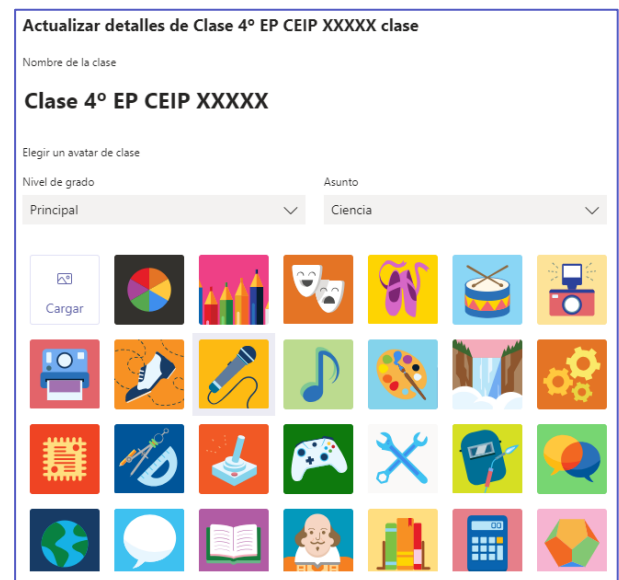 Actualizar detalles de Clase 4º EP CEIP XXXXX clase
Nombre de la clase
Clase 4º EP CEIP XXXXX
Elegir un avatar de clase
Nivel de grado
Asunto
Principal
Ciencia
Cargar